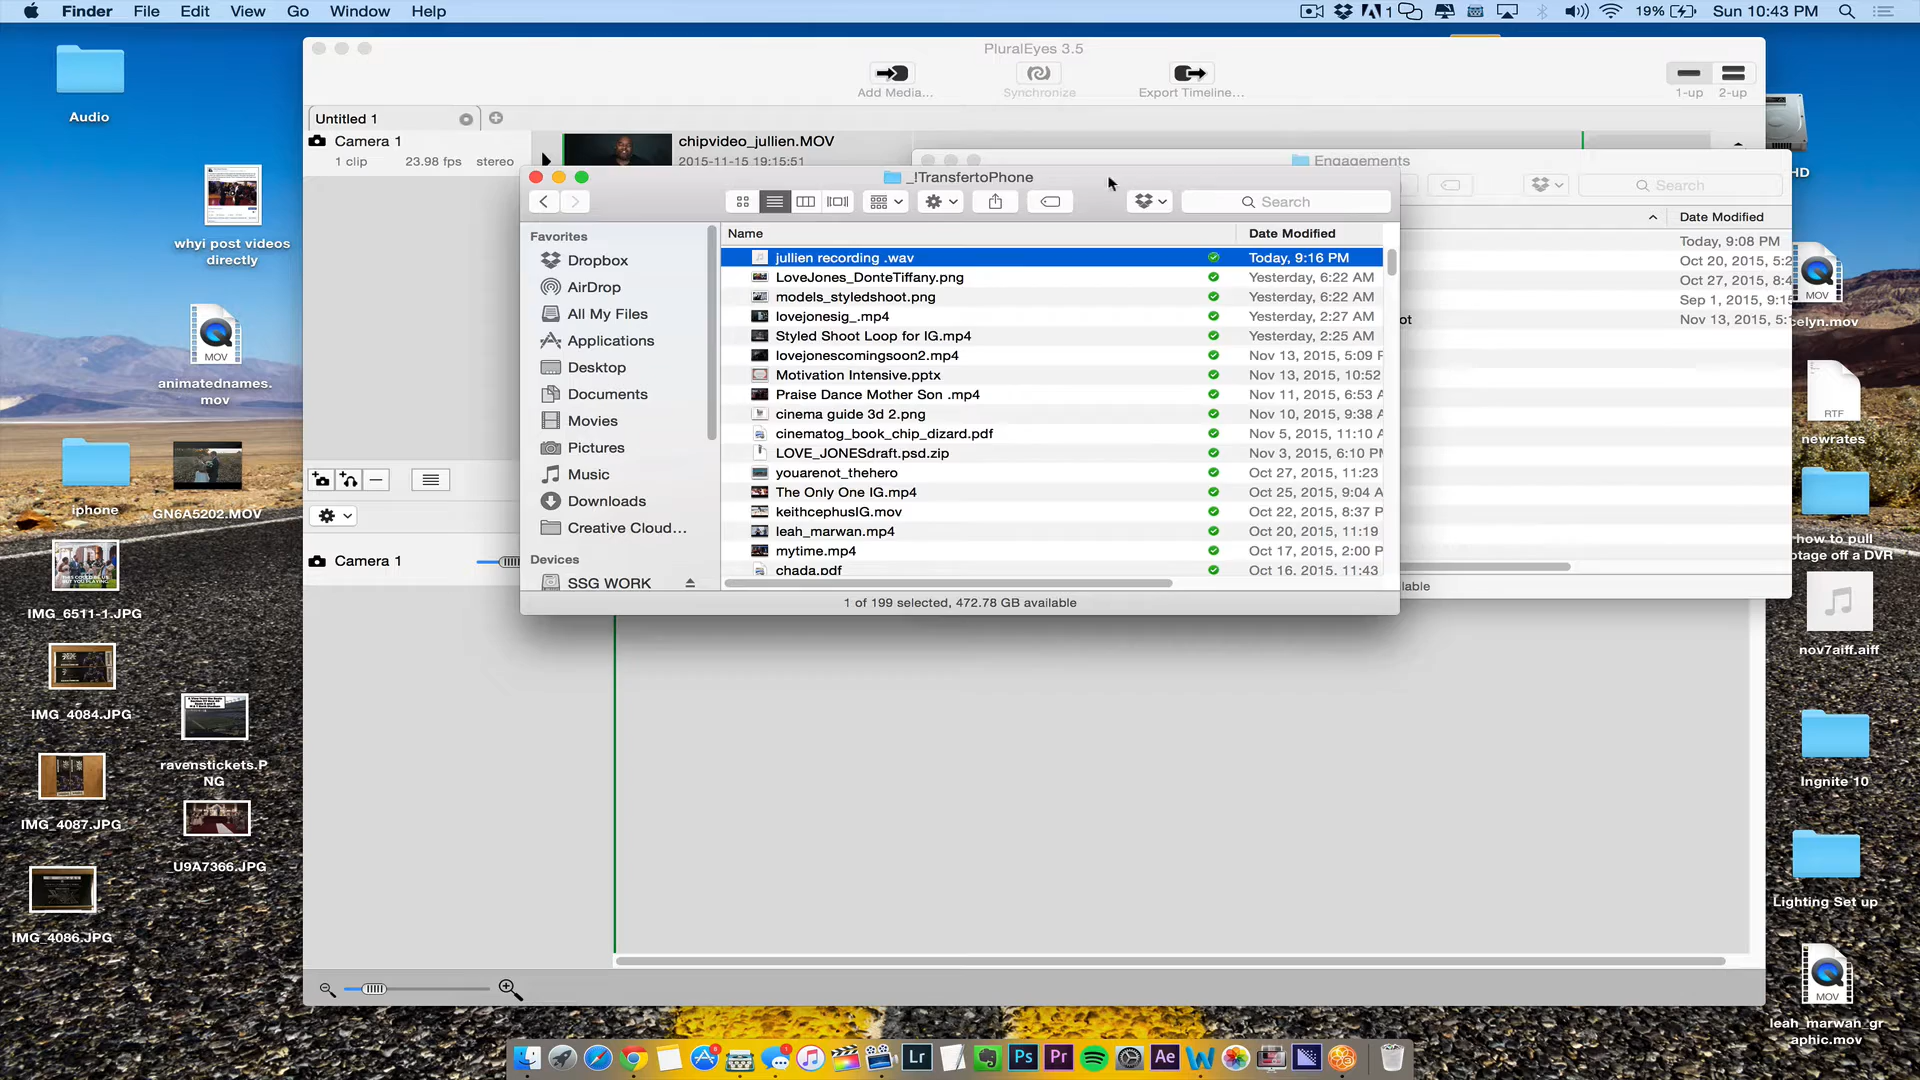 Finder File Edit View Go Window Help
1 19% Sun 10:43 PM
PluralEyes 3.5
Add Media...
Synchronize
Export Timeline...
1-up
2-up
Untitled 1
Camera 1
1 clip 23.98 fps stereo
chipvideo_jullien.MOV
2015-11-15 19:15:51
Engagements
Search
Date Modified
Today, 9:08 PM
Oct 20, 2015, 5:2
Oct 27, 2015, 8:4
Sep 1, 2015, 9:15
ot Nov 13, 2015, 5:1
lable
_!TransfertoPhone
Search
Favorites
Dropbox
AirDrop
All My Files
Applications
Desktop
Documents
Movies
Pictures
Music
Downloads
Creative Cloud...
Devices
SSG WORK
Name Date Modified
jullien recording .wav Today, 9:16 PM
LoveJones_DonteTiffany.png Yesterday, 6:22 AM
models_styledshoot.png Yesterday, 6:22 AM
lovejonesig_.mp4 Yesterday, 2:27 AM
Styled Shoot Loop for IG.mp4 Yesterday, 2:25 AM
lovejonescomingsoon2.mp4 Nov 13, 2015, 5:09 P
Motivation Intensive.pptx Nov 13, 2015, 10:52
Praise Dance Mother Son .mp4 Nov 11, 2015, 6:53 A
cinema guide 3d 2.png Nov 10, 2015, 9:38 A
cinematog_book_chip_dizard.pdf Nov 5, 2015, 11:10 A
LOVE_JONESdraft.psd.zip Nov 3, 2015, 6:10 PM
youarenot_thehero Oct 27, 2015, 11:23
The Only One IG.mp4 Oct 25, 2015, 9:04 A
keithcephusIG.mov Oct 22, 2015, 8:37 P
leah_marwan.mp4 Oct 20, 2015, 11:19
mytime.mp4 Oct 17, 2015, 2:00 P
chada.pdf Oct 16, 2015, 11:43
1 of 199 selected, 472.78 GB available
Camera 1
Audio
whyi post videos
directly
MOV
animatednames.
mov
iphone
GN6A5202.MOV
IMG_6511-1.JPG
IMG_4084.JPG
ravenstickets.P
NG
IMG_4087.JPG
U9A7366.JPG
IMG_4086.JPG
HD
MOV
celyn.mov
RTF
newrates
how to pull
otage off a DVR
nov7aiff.aiff
Ingnite 10
Lighting Set up
MOV
leah_marwan_gr
aphic.mov
Lr
Ps
Pr
Ae